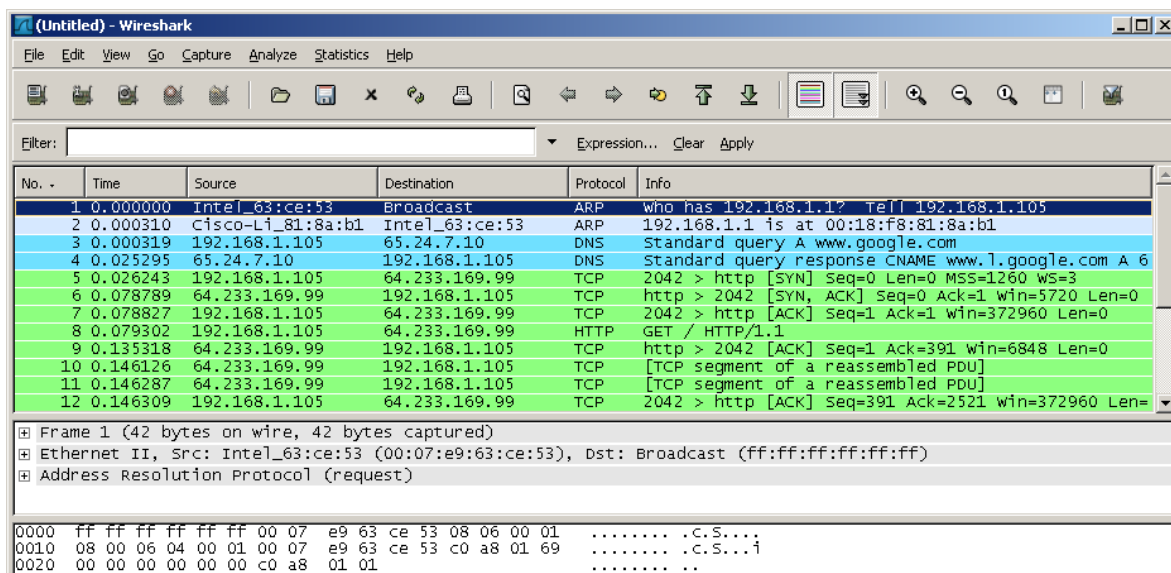 (Untitled) - Wireshark
File Edit View Go Capture Analyze Statistics Help
Filter: Expression... Clear Apply
No. Time Source Destination Protocol Info
1 0.000000 Intel_63:ce:53 Broadcast ARP who has 192.168.1.1? Tell 192.168.1.105
2 0.000310 Cisco-Li_81:8a:b1 Intel_63:ce:53 ARP 192.168.1.1 is at 00:18:f8:81:8a:b1
3 0.000319 192.168.1.105 65.24.7.10 DNS Standard query A www.google.com
4 0.025295 65.24.7.10 192.168.1.105 DNS Standard query response CNAME www.l.google.com A 6
5 0.026243 192.168.1.105 64.233.169.99 TCP 2042 > http [SYN] Seq=0 Len=0 MSS=1260 WS=3
6 0.078789 64.233.169.99 192.168.1.105 TCP http > 2042 [SYN, ACK] Seq=0 Ack=1 Win=5720 Len=0
7 0.078827 192.168.1.105 64.233.169.99 TCP 2042 > http [ACK] Seq=1 Ack=1 Win=372960 Len=0
8 0.079302 192.168.1.105 64.233.169.99 HTTP GET / HTTP/1.1
9 0.135318 64.233.169.99 192.168.1.105 TCP http > 2042 [ACK] Seq=1 Ack=391 Win=6848 Len=0
10 0.146126 64.233.169.99 192.168.1.105 TCP [TCP segment of a reassembled PDU]
11 0.146287 64.233.169.99 192.168.1.105 TCP [TCP segment of a reassembled PDU]
12 0.146309 192.168.1.105 64.233.169.99 TCP 2042 > http [ACK] Seq=391 Ack=2521 Win=372960 Len=
Frame 1 (42 bytes on wire, 42 bytes captured)
Ethernet II, Src: Intel_63:ce:53 (00:07:e9:63:ce:53), Dst: Broadcast (ff:ff:ff:ff:ff:ff)
Address Resolution Protocol (request)
0000 ff ff ff ff ff ff 00 07 e9 63 ce 53 08 06 00 01 ........ .c.S....
0010 08 00 06 04 00 01 00 07 e9 63 ce 53 c0 a8 01 69 ........ .c.S...i
0020 00 00 00 00 00 00 c0 a8 01 01 ........ ..